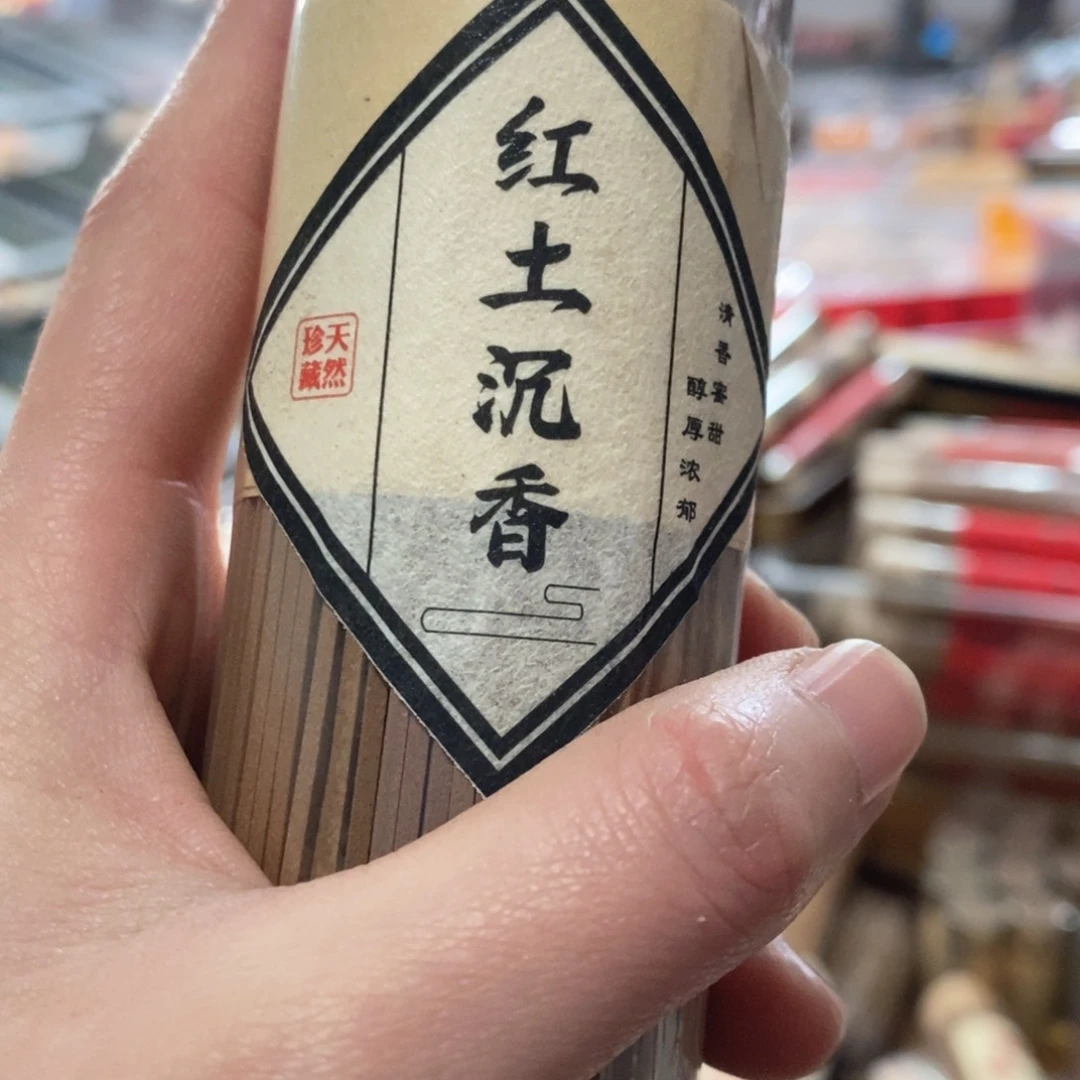 红土沉香
清香蜜甜
醇厚浓郁
天然
珍藏